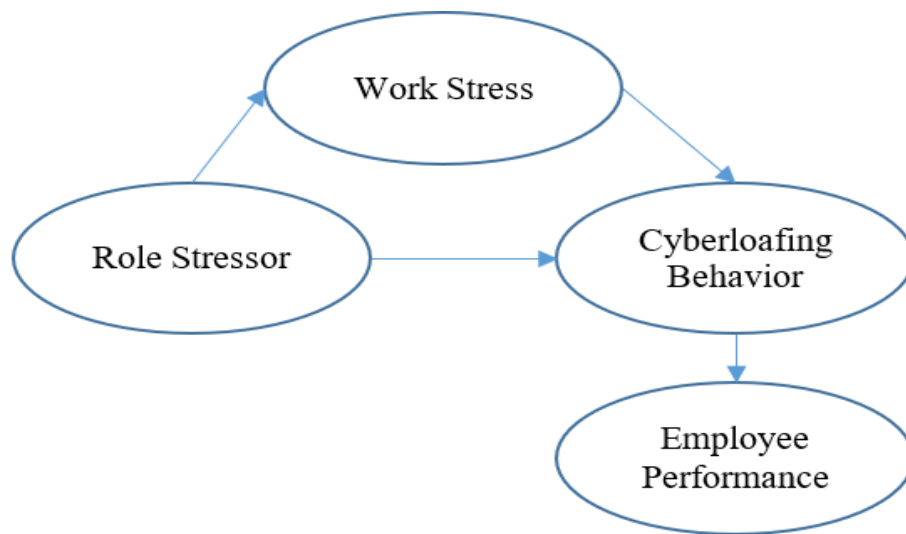 Work Stress
Role Stressor
Cyberloafing
Behavior
Employee
Performance